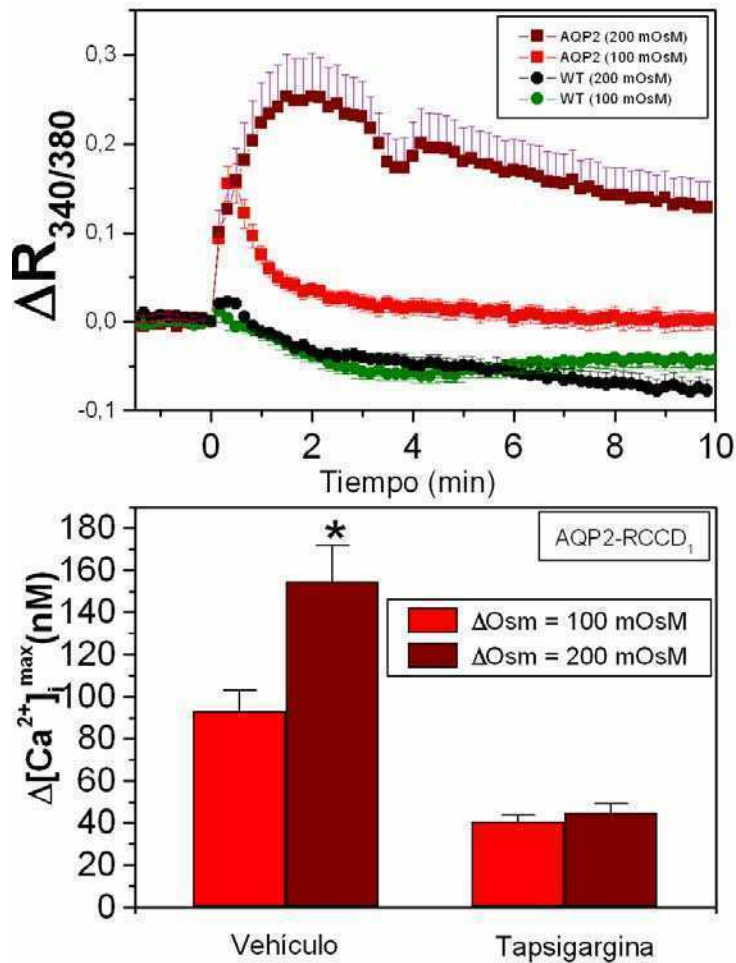 0,3
0,2
0,1
0,0
-0,1
ΔR340/380
AQP2 (200 mOsM)
AQP2 (100 mOsM)
WT (200 mOsM)
WT (100 mOsM)
0 2 4 6 8 10
Tiempo (min)
180
160
140
120
100
80
60
40
20
0
Δ[Ca2+]i max (nM)
*
AQP2-RCCD1
ΔOsm = 100 mOsM
ΔOsm = 200 mOsM
Vehículo Tapsigargina